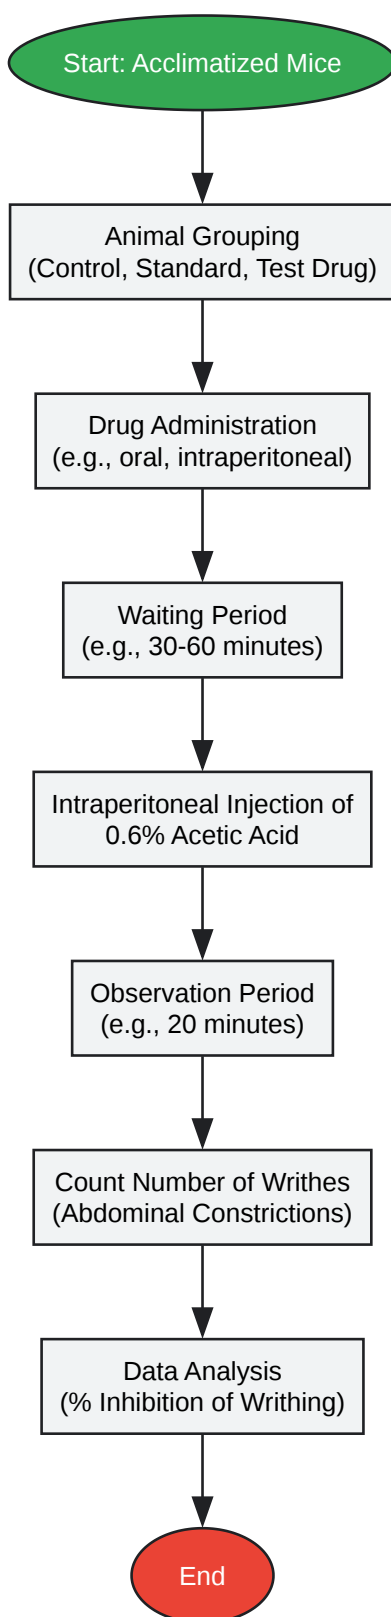 Start: Acclimatized Mice
Animal Grouping
(Control, Standard, Test Drug)
Drug Administration
(e.g., oral, intraperitoneal)
Waiting Period
(e.g., 30-60 minutes)
Intraperitoneal Injection of
0.6% Acetic Acid
Observation Period
(e.g., 20 minutes)
Count Number of Writhes
(Abdominal Constrictions)
Data Analysis
(% Inhibition of Writhing)
End